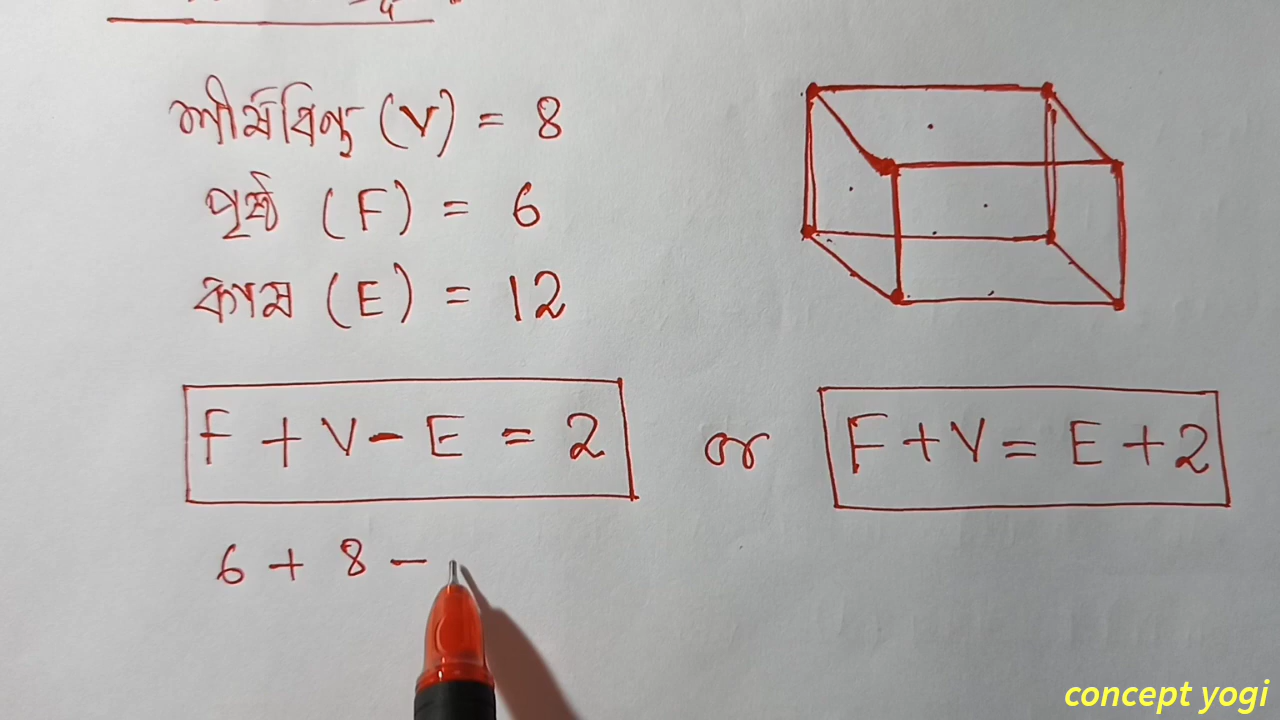 শীর্ষবিন্দু (V) = 8
পৃষ্ঠ (F) = 6
কাষ (E) = 12
F + V - E = 2 or F + V = E + 2
6 + 8 -
concept yogi